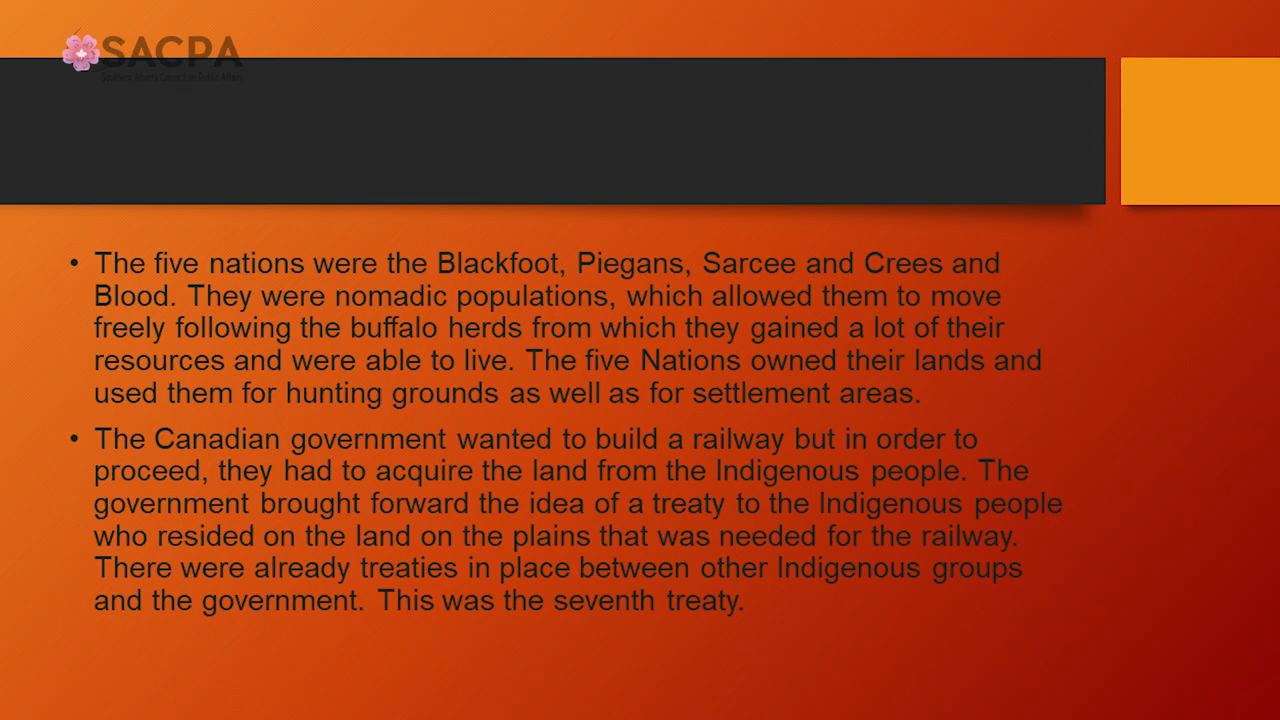 SACPA
Southern Alberta Council on Public Affairs
• The five nations were the Blackfoot, Piegans, Sarcee and Crees and
Blood. They were nomadic populations, which allowed them to move
freely following the buffalo herds from which they gained a lot of their
resources and were able to live. The five Nations owned their lands and
used them for hunting grounds as well as for settlement areas.
• The Canadian government wanted to build a railway but in order to
proceed, they had to acquire the land from the Indigenous people. The
government brought forward the idea of a treaty to the Indigenous people
who resided on the land on the plains that was needed for the railway.
There were already treaties in place between other Indigenous groups
and the government. This was the seventh treaty.